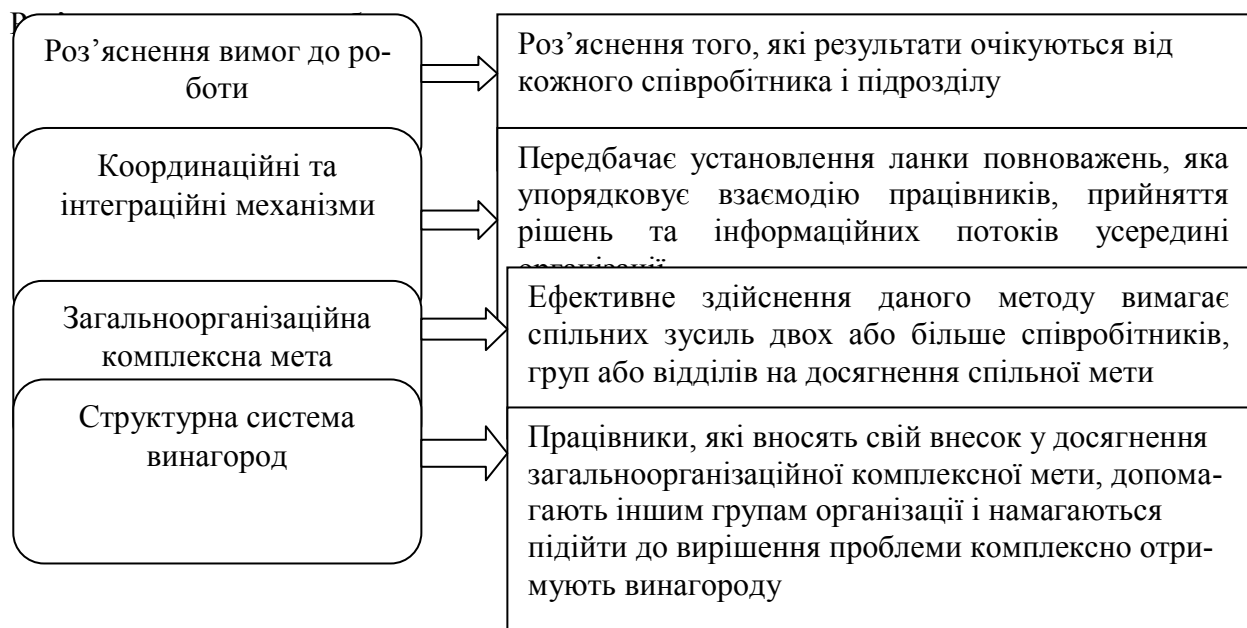 Роз’яснення вимог до ро-
боти
Роз’яснення того, які результати очікуються від
кожного співробітника і підрозділу
Координаційні та
інтеграційні механізми
Передбачає установлення ланки повноважень, яка
упорядковує взаємодію працівників, прийняття
рішень та інформаційних потоків усередині
Загальноорганізаційна
комплексна мета
Ефективне здійснення даного методу вимагає
спільних зусиль двох або більше співробітників,
груп або відділів на досягнення спільної мети
Структурна система
винагород
Працівники, які вносять свій внесок у досягнення
загальноорганізаційної комплексної мети, допома-
гають іншим групам організації і намагаються
підійти до вирішення проблеми комплексно отри-
мують винагороду